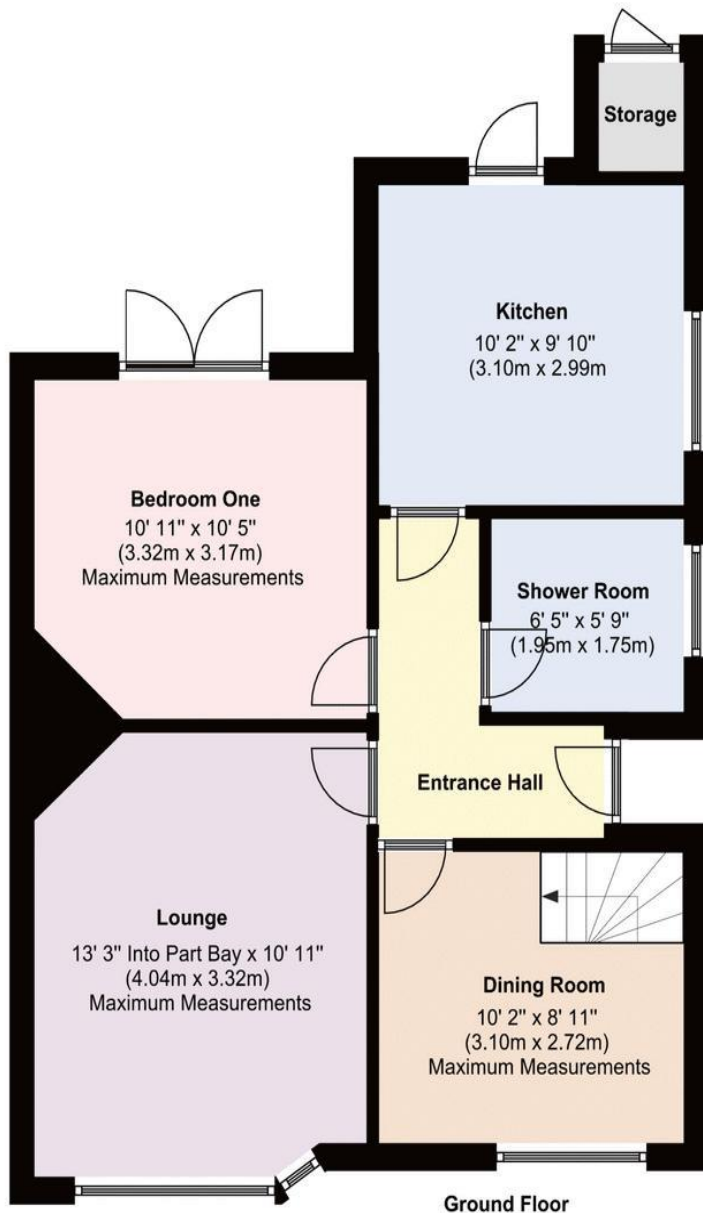 Storage
Kitchen
10' 2" x 9' 10"
(3.10m x 2.99m
Bedroom One
10' 11" x 10' 5"
(3.32m x 3.17m)
Maximum Measurements
Shower Room
6' 5" x 5' 9"
(1.95m x 1.75m)
Entrance Hall
Lounge
13' 3" Into Part Bay x 10' 11"
(4.04m x 3.32m)
Maximum Measurements
Dining Room
10' 2" x 8' 11"
(3.10m x 2.72m)
Maximum Measurements
Ground Floor